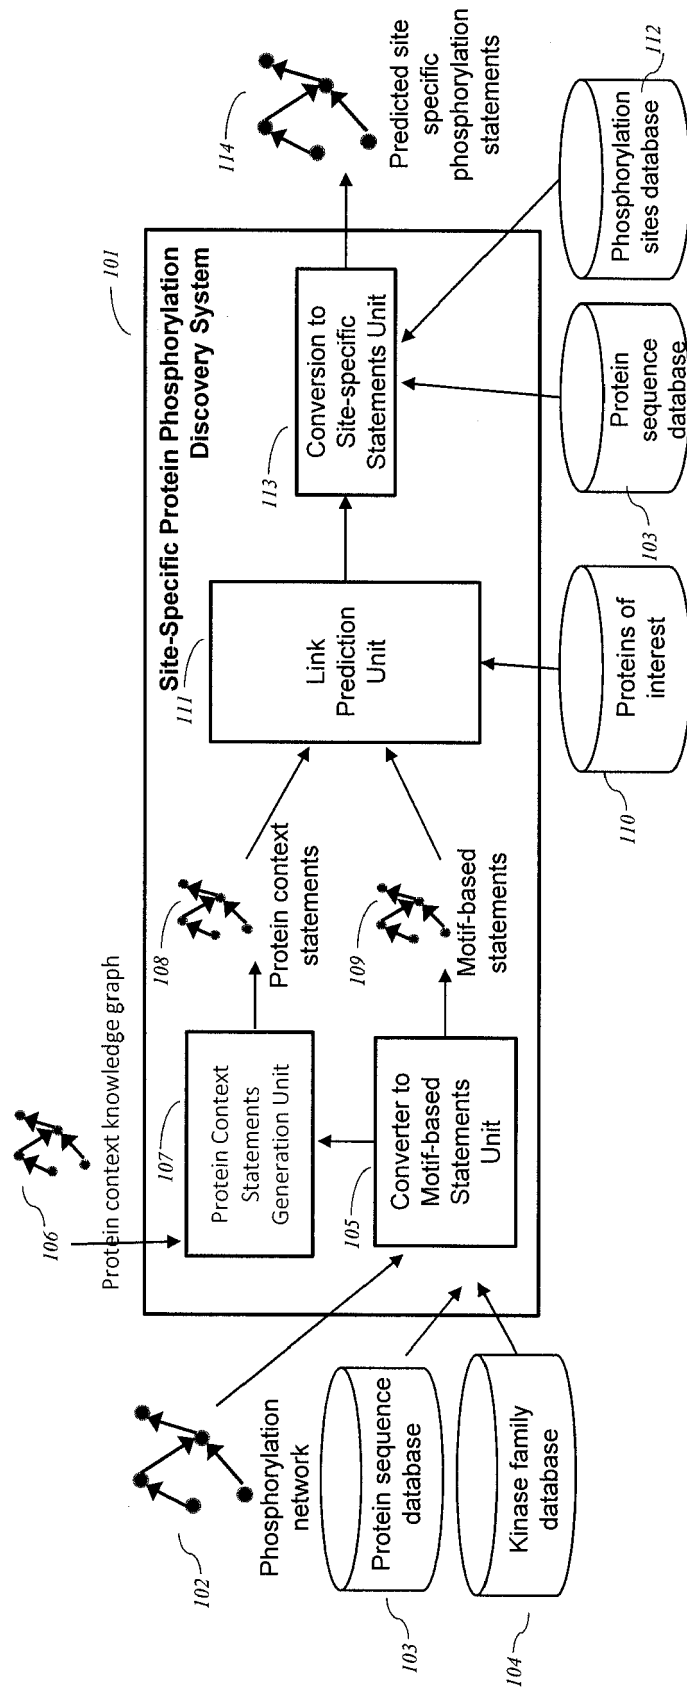 101
Site-Specific Protein Phosphorylation
Discovery System
102
Phosphorylation
network
103
Protein sequence
database
104
Kinase family
database
106
Protein context knowledge graph
107
Protein Context
Statements
Generation Unit
105
Converter to
Motif-based
Statements
Unit
108
Protein context
statements
109
Motif-based
statements
111
Link
Prediction
Unit
110
Proteins of
interest
113
Conversion to
Site-specific
Statements Unit
103
Protein
sequence
database
112
Phosphorylation
sites database
114
Predicted site
specific
phosphorylation
statements